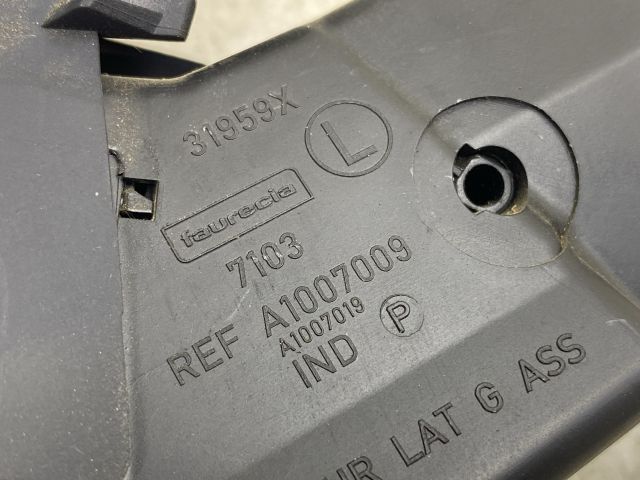 31959X
L
faurecia
7103
REF A1007009
A1007019
IND P
LAT G ASS